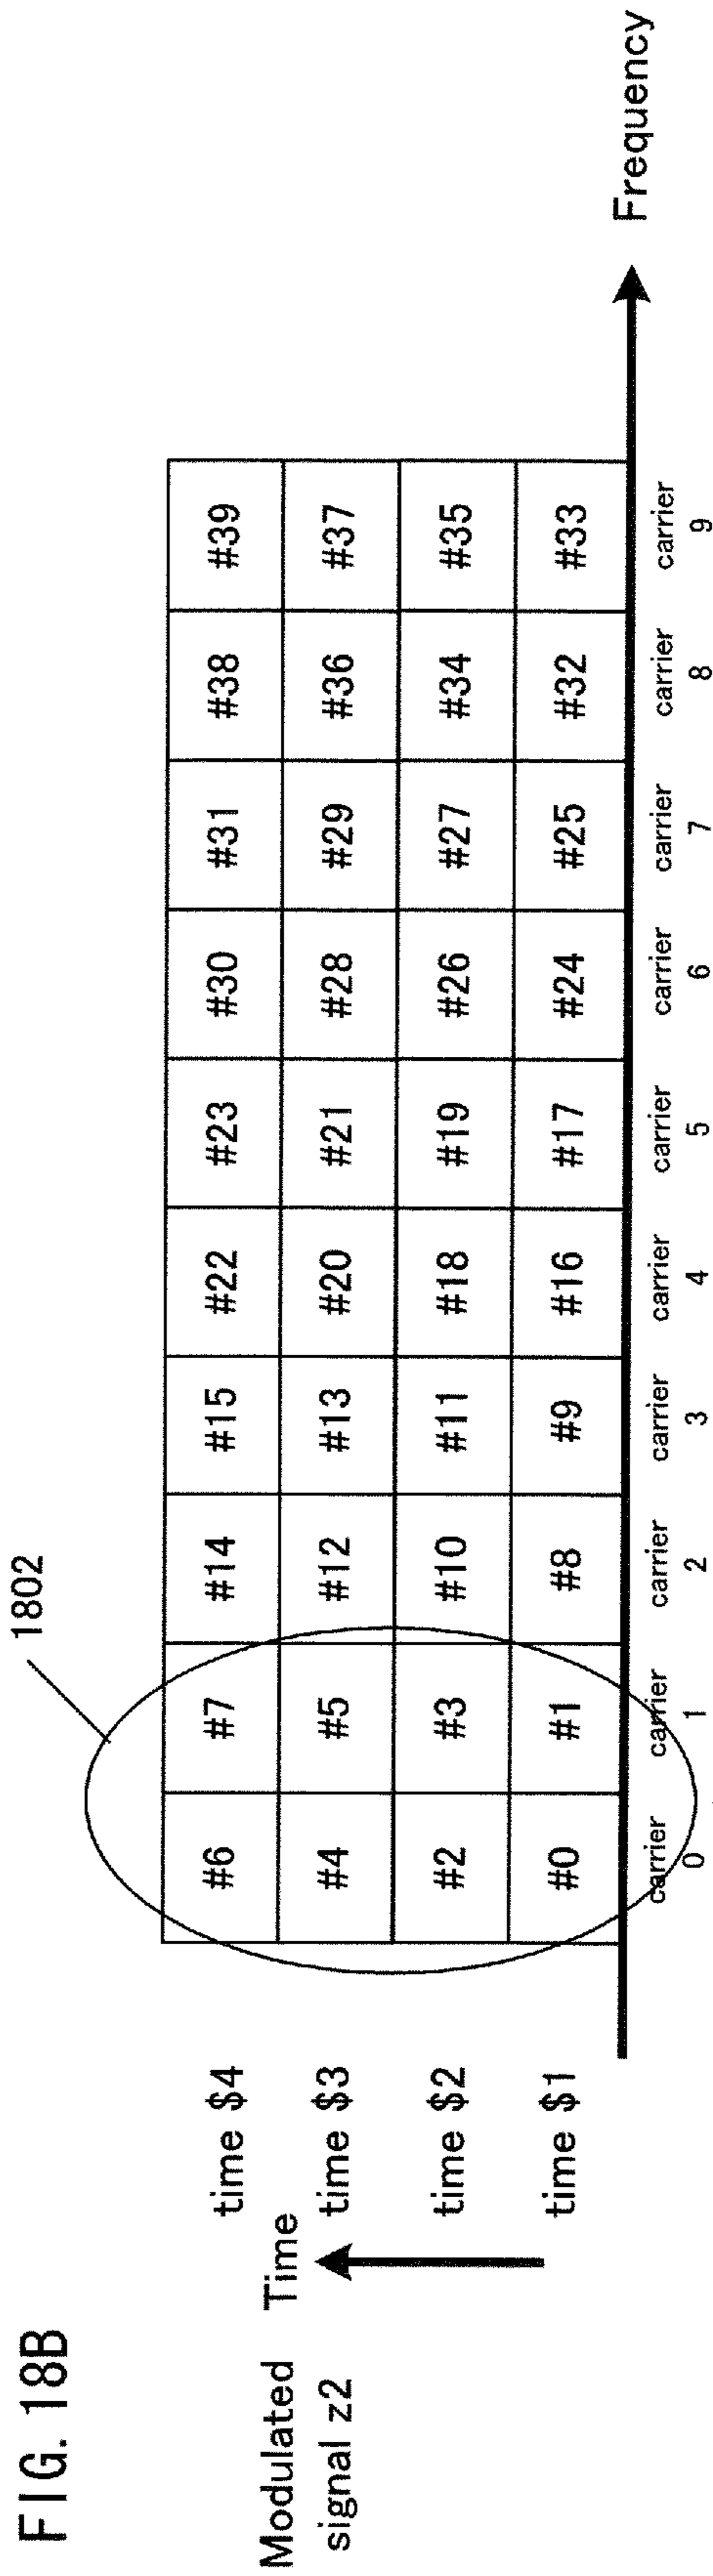 FIG. 18B
1802
Modulated
signal z2
Time
time $4
#6 #7 #14 #15 #22 #23 #30 #31 #38 #39
time $3
#4 #5 #12 #13 #20 #21 #28 #29 #36 #37
time $2
#2 #3 #10 #11 #18 #19 #26 #27 #34 #35
time $1
#0 #1 #8 #9 #16 #17 #24 #25 #32 #33
carrier carrier carrier carrier carrier carrier carrier carrier carrier carrier
0 1 2 3 4 5 6 7 8 9
Frequency